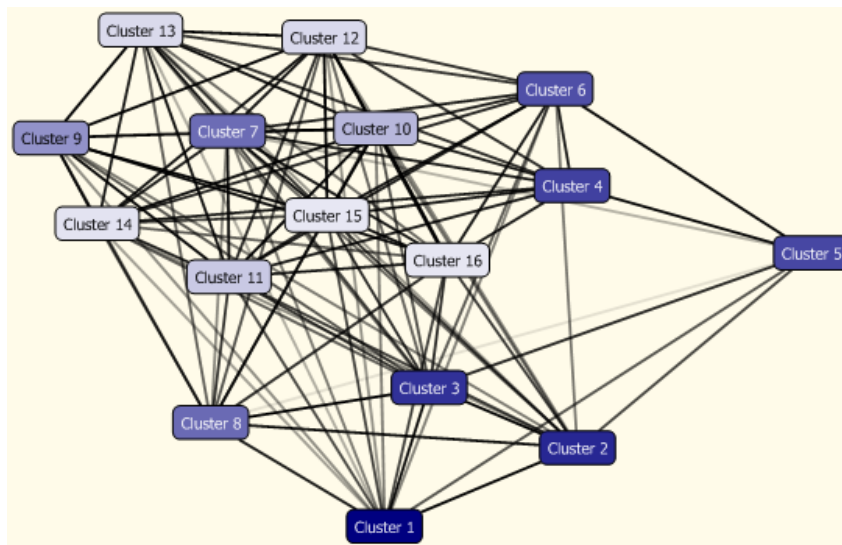 Cluster 13
Cluster 12
Cluster 6
Cluster 9
Cluster 7
Cluster 10
Cluster 4
Cluster 14
Cluster 15
Cluster 5
Cluster 11
Cluster 16
Cluster 3
Cluster 8
Cluster 2
Cluster 1